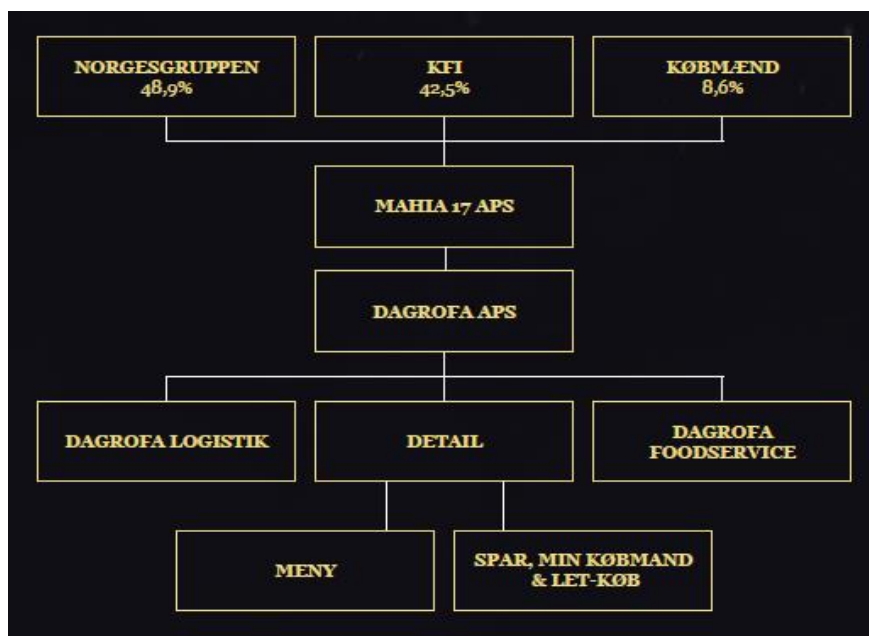 NORGESGRUPPEN
48,9%
KFI
42,5%
KØBMÆND
8,6%
MAHIA 17 APS
DAGROFA APS
DAGROFA LOGISTIK
DETAIL
DAGROFA
FOODSERVICE
MENY
SPAR, MIN KØBMAND
& LET-KØB